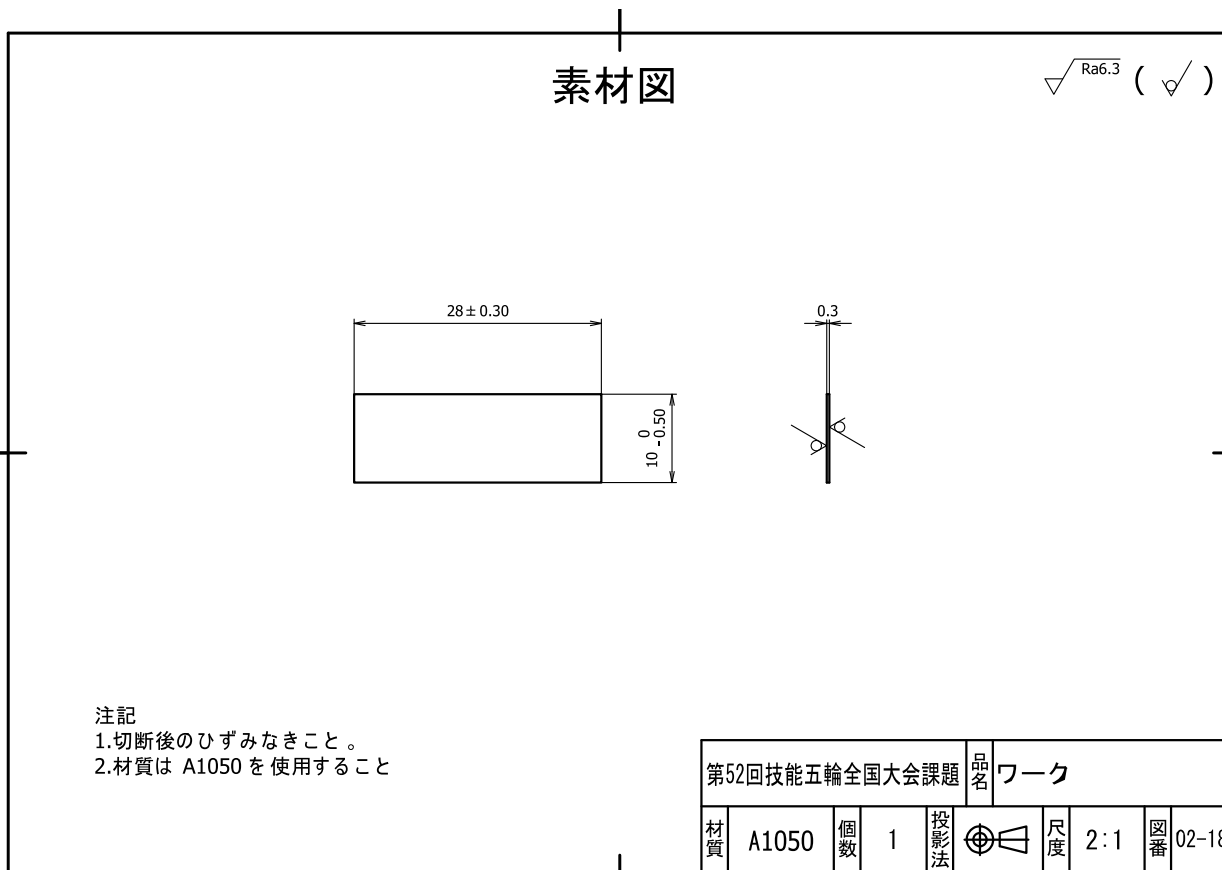 素材図
Ra6.3 ( )
28±0.30
0.3
10 0 -0.50
注記
1.切断後のひずみなきこと。
2.材質は A1050 を使用すること
第52回技能五輪全国大会課題 品名 ワーク
材質 A1050 個数 1 投影法 尺度 2:1 図番 02-18